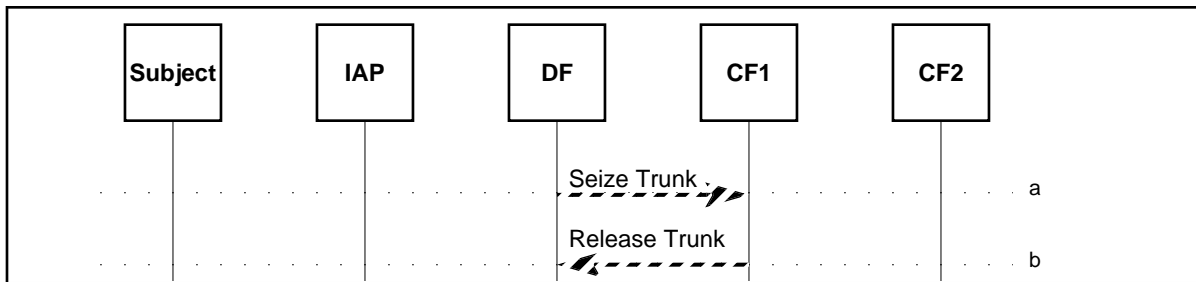 Subject IAP DF CF1 CF2
Seize Trunk
a
Release Trunk
b